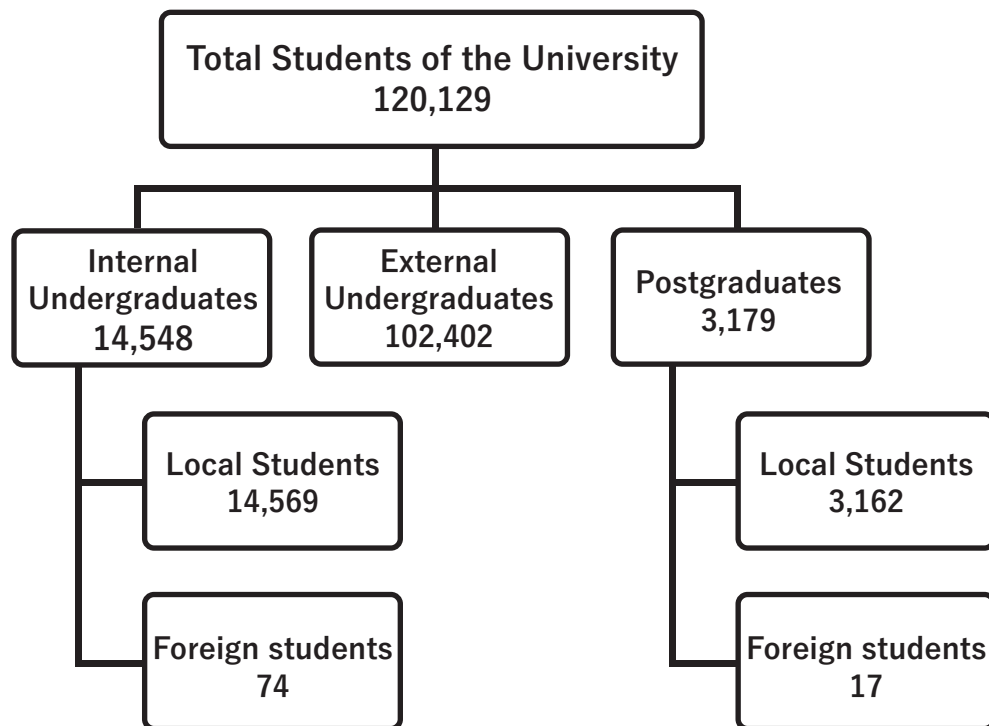 Total Students of the University
120,129
Internal
Undergraduates
14,548
External
Undergraduates
102,402
Postgraduates
3,179
Local Students
14,569
Foreign students
74
Local Students
3,162
Foreign students
17